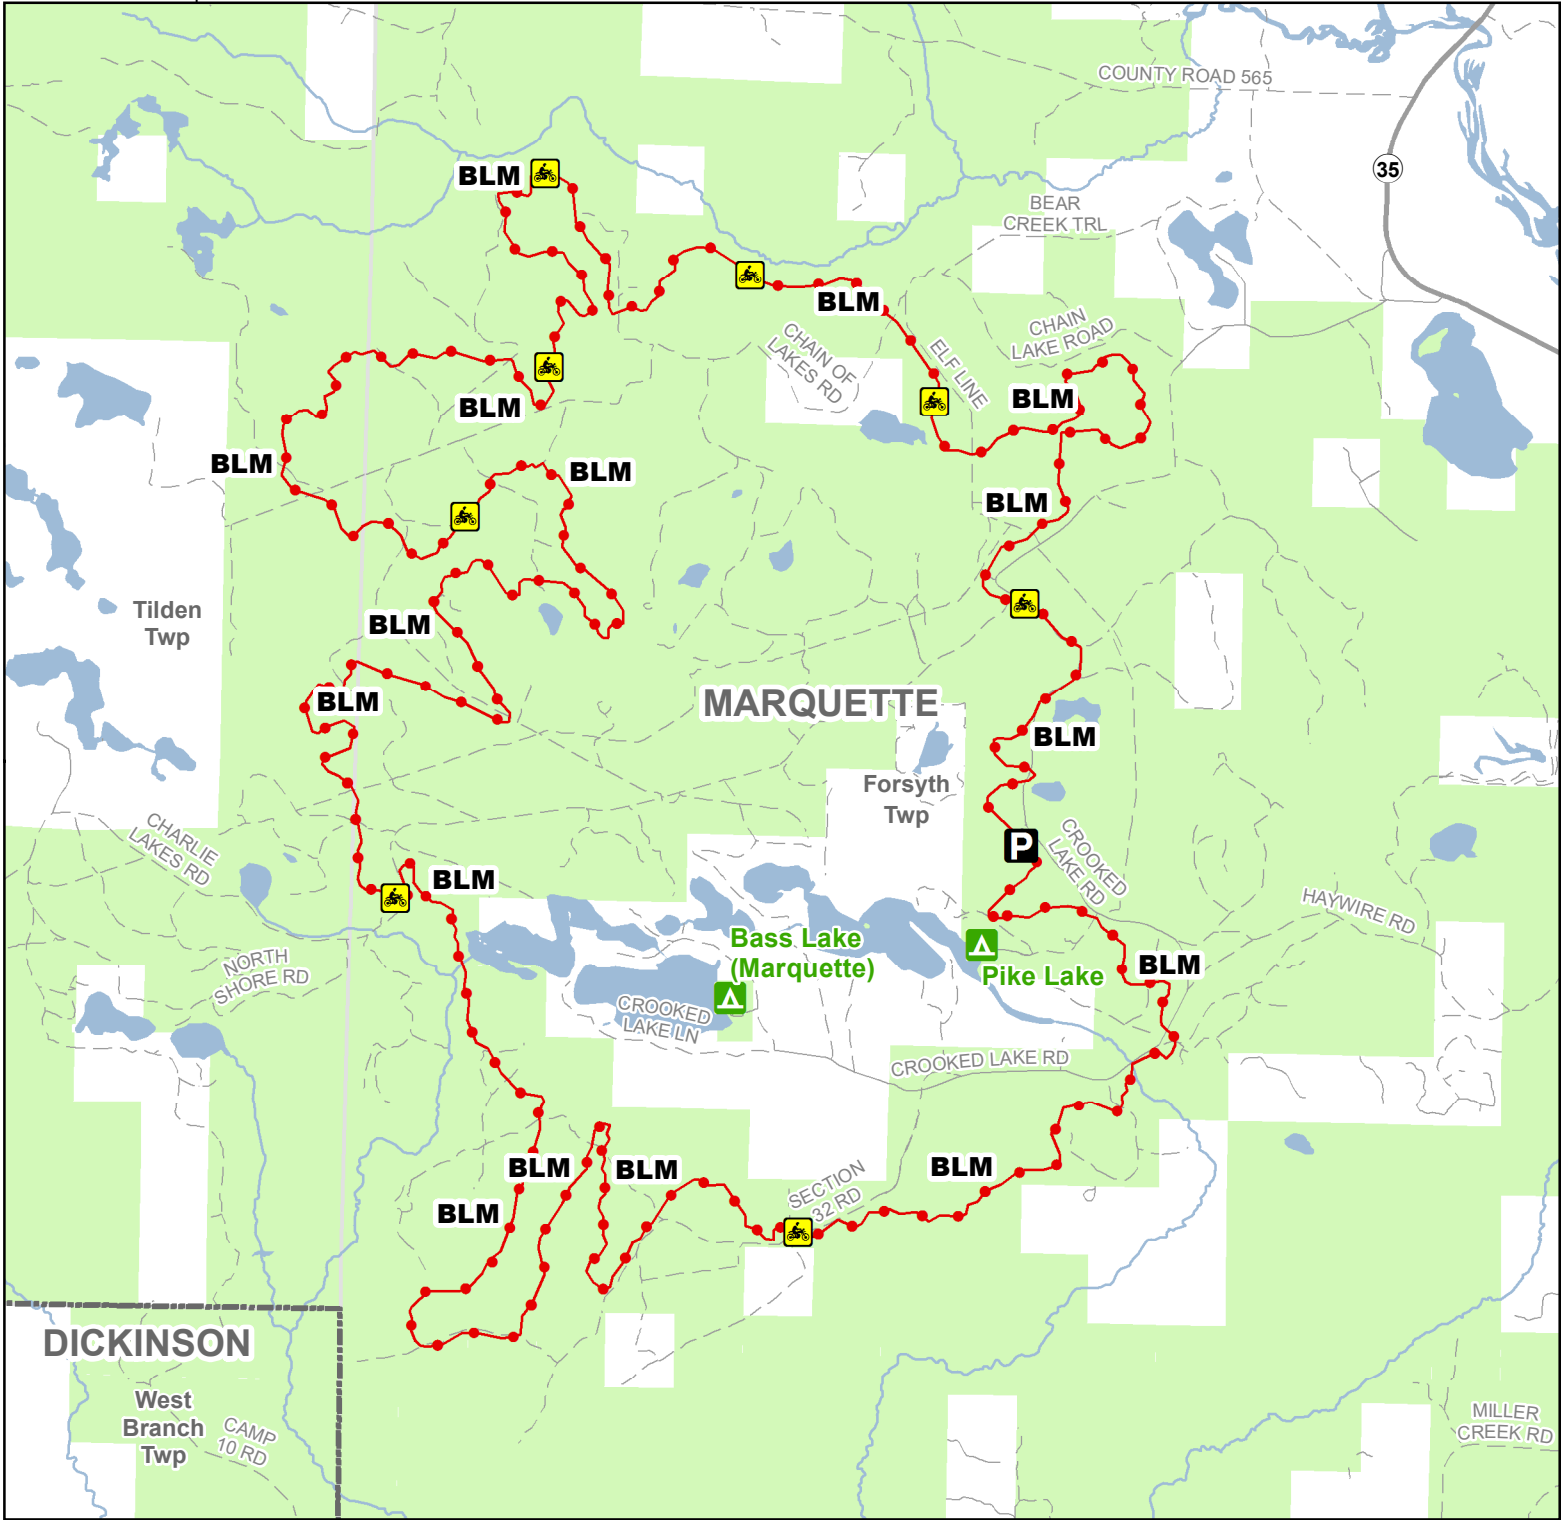 COUNTY ROAD 565
35
BLM
BEAR
CREEK TRL
BLM
CHAIN
LAKE ROAD
CHAIN OF
LAKES RD
ELF LINE
BLM
BLM
BLM
BLM
BLM
Tilden
Twp
BLM
BLM
MARQUETTE
BLM
Forsyth
Twp
CHARLIE
LAKES RD
P
CROOKED
LAKE RD
BLM
HAYWIRE RD
Bass Lake
(Marquette)
NORTH
SHORE RD
Pike Lake
BLM
CROOKED
LAKE LN
CROOKED LAKE RD
BLM
BLM
BLM
SECTION
32 RD
BLM
DICKINSON
West
Branch
Twp
CAMP
10 RD
MILLER
CREEK RD